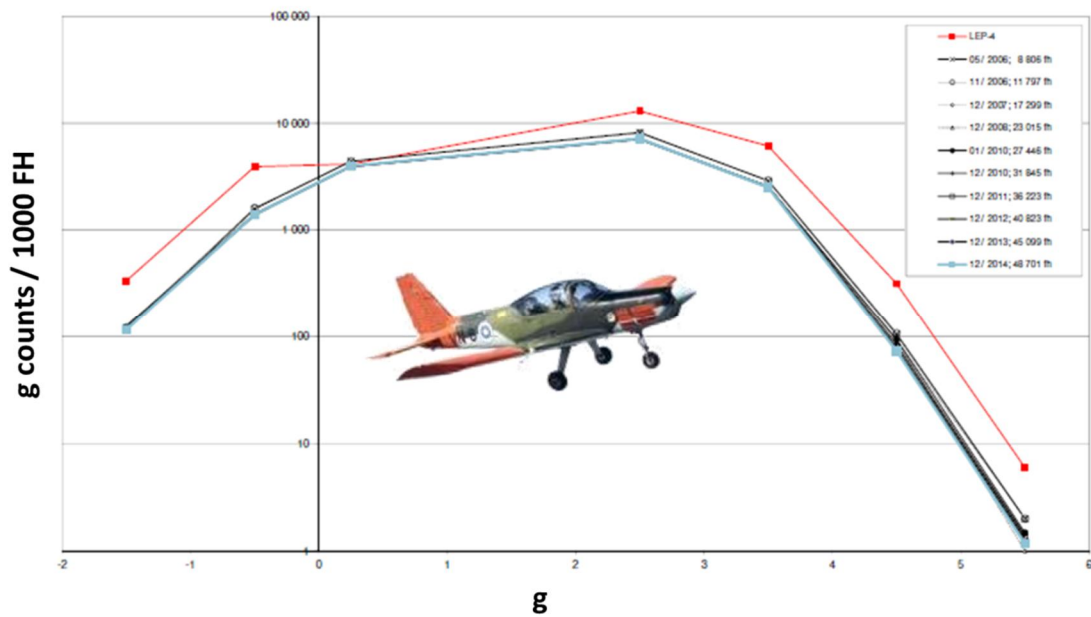 100 000
10 000
1 000
100
10
1
-2 -1 0 1 2 3 4 5 6
g counts / 1000 FH
g
LEP-4
05/ 2006; 8 806 fh
11/ 2006; 11 797 fh
12/ 2007; 17 299 fh
12/ 2008; 23 015 fh
01/ 2010; 27 446 fh
12/ 2010; 31 845 fh
12/ 2011; 36 223 fh
12/ 2012; 40 823 fh
12/ 2013; 45 099 fh
12/ 2014; 48 701 fh